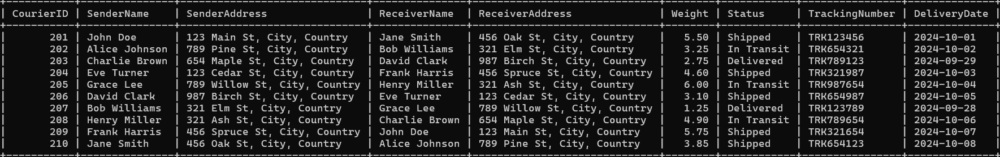 | CourierID | SenderName    | SenderAddress                | ReceiverName  | ReceiverAddress              | Weight | Status     | TrackingNumber | DeliveryDate |
|       201 | John Doe      | 123 Main St, City, Country   | Jane Smith    | 456 Oak St, City, Country    |   5.50 | Shipped    | TRK123456      | 2024-10-01   |
|       202 | Alice Johnson | 789 Pine St, City, Country   | Bob Williams  | 321 Elm St, City, Country    |   3.25 | In Transit | TRK654321      | 2024-10-02   |
|       203 | Charlie Brown | 654 Maple St, City, Country  | David Clark   | 987 Birch St, City, Country  |   2.75 | Delivered  | TRK789123      | 2024-09-29   |
|       204 | Eve Turner    | 123 Cedar St, City, Country  | Frank Harris  | 456 Spruce St, City, Country |   4.60 | Shipped    | TRK321987      | 2024-10-03   |
|       205 | Grace Lee     | 789 Willow St, City, Country | Henry Miller  | 321 Ash St, City, Country    |   6.00 | In Transit | TRK987654      | 2024-10-04   |
|       206 | David Clark   | 987 Birch St, City, Country  | Eve Turner    | 123 Cedar St, City, Country  |   3.10 | Shipped    | TRK654987      | 2024-10-05   |
|       207 | Bob Williams  | 321 Elm St, City, Country    | Grace Lee     | 789 Willow St, City, Country |   1.25 | Delivered  | TRK123789      | 2024-09-28   |
|       208 | Henry Miller  | 321 Ash St, City, Country    | Charlie Brown | 654 Maple St, City, Country  |   4.90 | In Transit | TRK789654      | 2024-10-06   |
|       209 | Frank Harris  | 456 Spruce St, City, Country | John Doe      | 123 Main St, City, Country   |   5.75 | Shipped    | TRK321654      | 2024-10-07   |
|       210 | Jane Smith    | 456 Oak St, City, Country    | Alice Johnson | 789 Pine St, City, Country   |   3.85 | Shipped    | TRK654123      | 2024-10-08   |